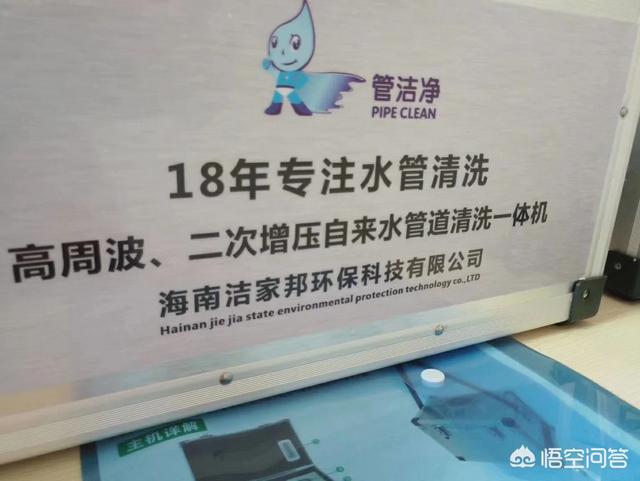 管洁净
PIPE CLEAN
18年专注水管清洗
高周波、二次增压自来水管道清洗一体机
海南洁家邦环保科技有限公司
Hainan jie jia state environmental protection technology co.,LTD
主机详解
悟空问答